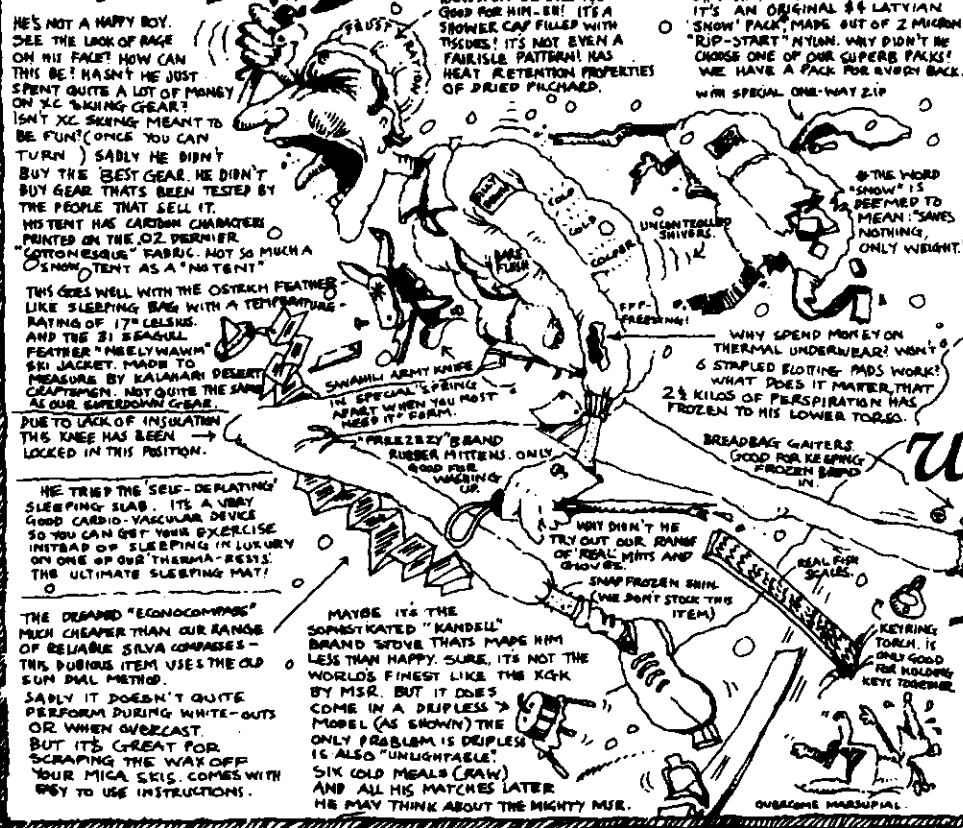 HE'S NOT A HAPPY BOY.
SEE THE LOOK OF RAGE
ON HIS FACE! HOW CAN
THIS BE! HASN'T HE JUST
SPENT QUITE A LOT OF MONEY
ON XC SKIING GEAR?
ISN'T XC SKIING MEANT TO
BE FUN? (ONCE YOU CAN
TURN ) SADLY HE DIDN'T
BUY THE BEST GEAR. HE DIDN'T
BUY GEAR THATS BEEN TESTED BY
THE PEOPLE THAT SELL IT.
HIS TENT HAS CARTOON CHARACTERS
PRINTED ON THE .OZ DERNIER
"COTTONESQUE" FABRIC. NOT SO MUCH A
SNOW TENT AS A "NO TENT"
THIS GOES WELL WITH THE OSTRICH FEATHER
LIKE SLEEPING BAG WITH A TEMPERATURE
RATING OF 17° CELSIUS.
AND THE 31 SEAGULL
FEATHER "NEELYWAWM"
SKI JACKET. MADE TO
MEASURE BY KALAHARI DESERT
CRAFTSMEN. NOT QUITE THE SAME
AS OUR SUPERDOWN GEAR
DUE TO LACK OF INSULATION
THIS KNEE HAS BEEN
LOCKED IN THIS POSITION.
HE TRIED THE 'SELF-DEFLATING'
SLEEPING SLAB. ITS A VERY
GOOD CARDIO-VASCULAR DEVICE
SO YOU CAN GET YOUR EXERCISE
INSTEAD OF SLEEPING IN LUXURY
ON ONE OF OUR THERMA-RESTS.
THE ULTIMATE SLEEPING MAT!
THE DREADED "ECONOCOMPASS"
MUCH CHEAPER THAN OUR RANGE
OF RELIABLE SILVA COMPASSES -
THIS DUBIOUS ITEM USES THE OLD
SUN DIAL METHOD.
SADLY IT DOESN'T QUITE
PERFORM DURING WHITE-OUTS
OR WHEN OVERCAST.
BUT IT'S GREAT FOR
SCRAPING THE WAX OFF
YOUR MICA SKIS. COMES WITH
EASY TO USE INSTRUCTIONS.
FRUSTRATION
GOOD FOR HIM EH! ITS A
SHOWER CAP FILLED WITH
TISSUES! IT'S NOT EVEN A
FAIRISLE PATTERN! HAS
HEAT RETENTION PROPERTIES
OF DRIED PILCHARD.
IT'S AN ORIGINAL $4 LATVIAN
'SNOW' PACK* MADE OUT OF 2 MICRON
"RIP-START" NYLON. WHY DIDN'T HE
CHOOSE ONE OF OUR SUPERB PACKS!
WE HAVE A PACK FOR EVERY BACK.
WITH SPECIAL ONE-WAY ZIP
* THE WORD
"SNOW" IS
DEEMED TO
MEAN: "SAVES
NOTHING,
ONLY WEIGHT."
COLD
COLD
COLDER
BARE
FLESH
UNCONTROLLED
SHIVERS.
FFF-
FREEZING!
WHY SPEND MONEY ON
THERMAL UNDERWEAR? WON'T
6 STAPLED BLOTTING PADS WORK?
WHAT DOES IT MATER, THAT
2½ KILOS OF PERSPIRATION HAS
FROZEN TO HIS LOWER TORSO.
SWAHILI ARMY KNIFE
IN SPECIAL "SPRING
APART WHEN YOU MOST
NEED IT" FORM.
"FREEZEZY" BRAND
RUBBER MITTENS. ONLY
GOOD FOR
WASHING
UP.
BREADBAG GAITERS.
GOOD FOR KEEPING
FROZEN BREAD
IN.
WHY DIDN'T HE
TRY OUT OUR RANGE
OF 'REAL' MITTS AND
GLOVES.
SNAP FROZEN SHIN.
(WE DON'T STOCK THIS
ITEM)
REAL FISH
SCALES.
KEYRING
TORCH. IS
ONLY GOOD
FOR HOLDING
KEYS TOGETHER
MAYBE IT'S THE
SOPHISTICATED "KANDELL"
BRAND STOVE THATS MADE HIM
LESS THAN HAPPY. SURE, ITS NOT THE
WORLD'S FINEST LIKE THE XGK
BY MSR. BUT IT DOES
COME IN A DRIPLESS
MODEL (AS SHOWN) THE
ONLY PROBLEM IS DRIPLESS
IS ALSO "UNLIGHTABLE".
SIX COLD MEALS (RAW)
AND ALL HIS MATCHES LATER
HE MAY THINK ABOUT THE MIGHTY MSR.
OVERCOME MARSUPIAL.